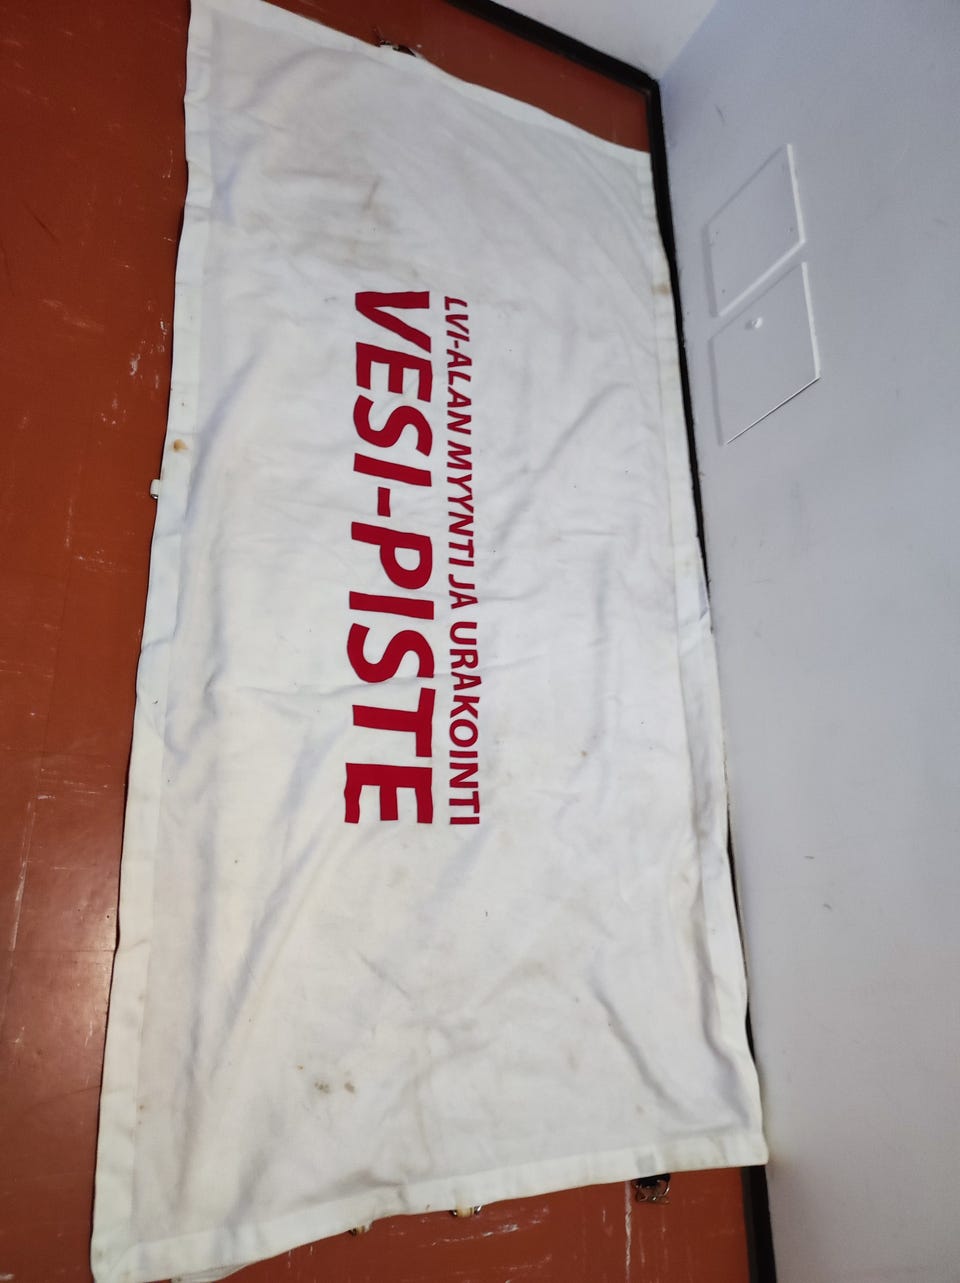 LVI-ALAN MYYNTI JA URAKOINTI
VESI-PISTE